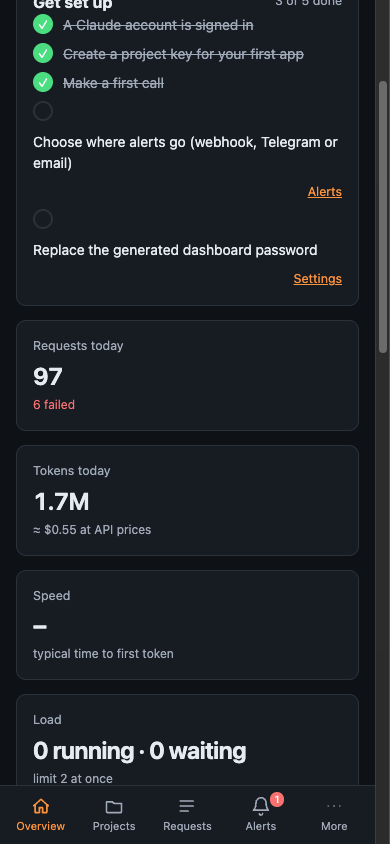 Get set up
3 of 5 done
A Claude account is signed in
Create a project key for your first app
Make a first call
Choose where alerts go (webhook, Telegram or
email)
Alerts
Replace the generated dashboard password
Settings
Requests today
97
6 failed
Tokens today
1.7M
≈ $0.55 at API prices
Speed
–
typical time to first token
Load
0 running · 0 waiting
limit 2 at once
1
Overview
Projects
Requests
Alerts
More